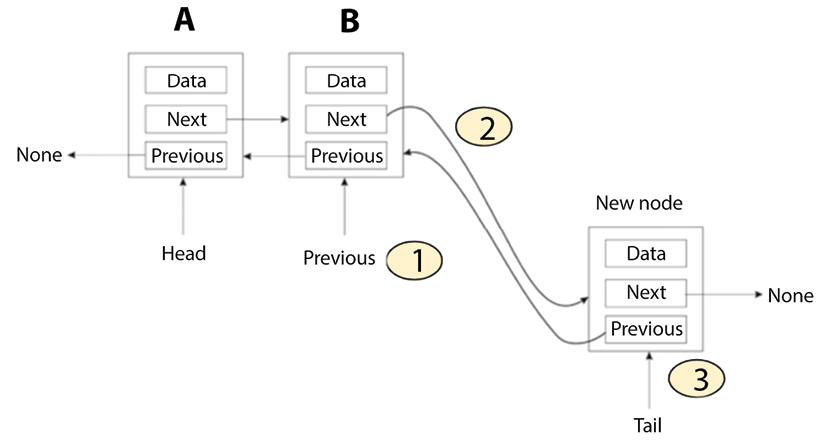 A
B
Data
Data
Next
Next
2
None
Previous
Previous
New node
Head
Previous
1
Data
Next
None
Previous
3
Tail